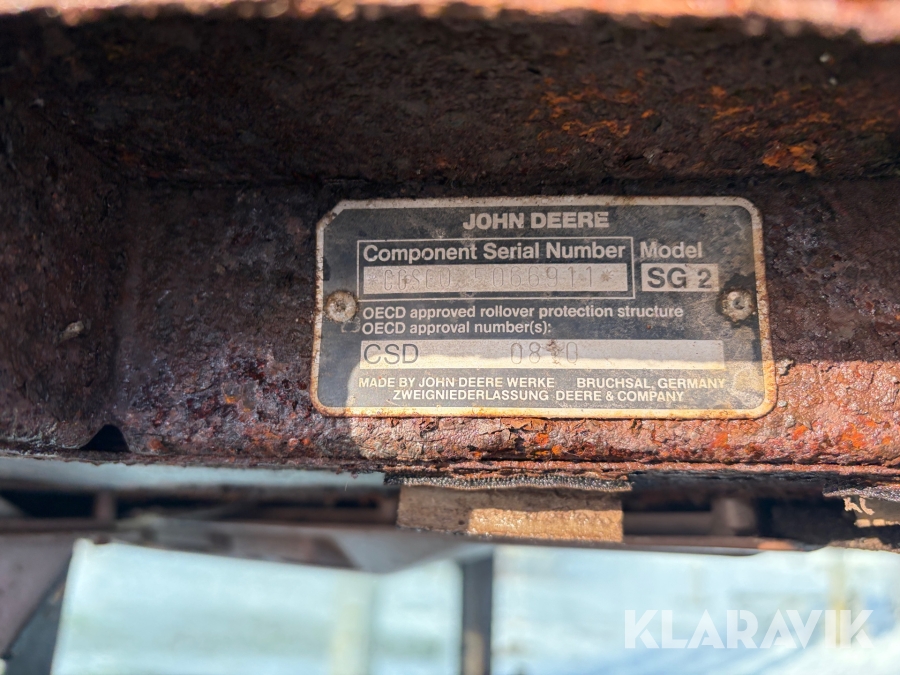 JOHN DEERE
Component Serial Number Model
SG 2
OECD approved rollover protection structure
OECD approval number(s):
CSD
MADE BY JOHN DEERE WERKE BRUCHSAL, GERMANY
ZWEIGNIEDERLASSUNG DEERE & COMPANY
KLARAVIK